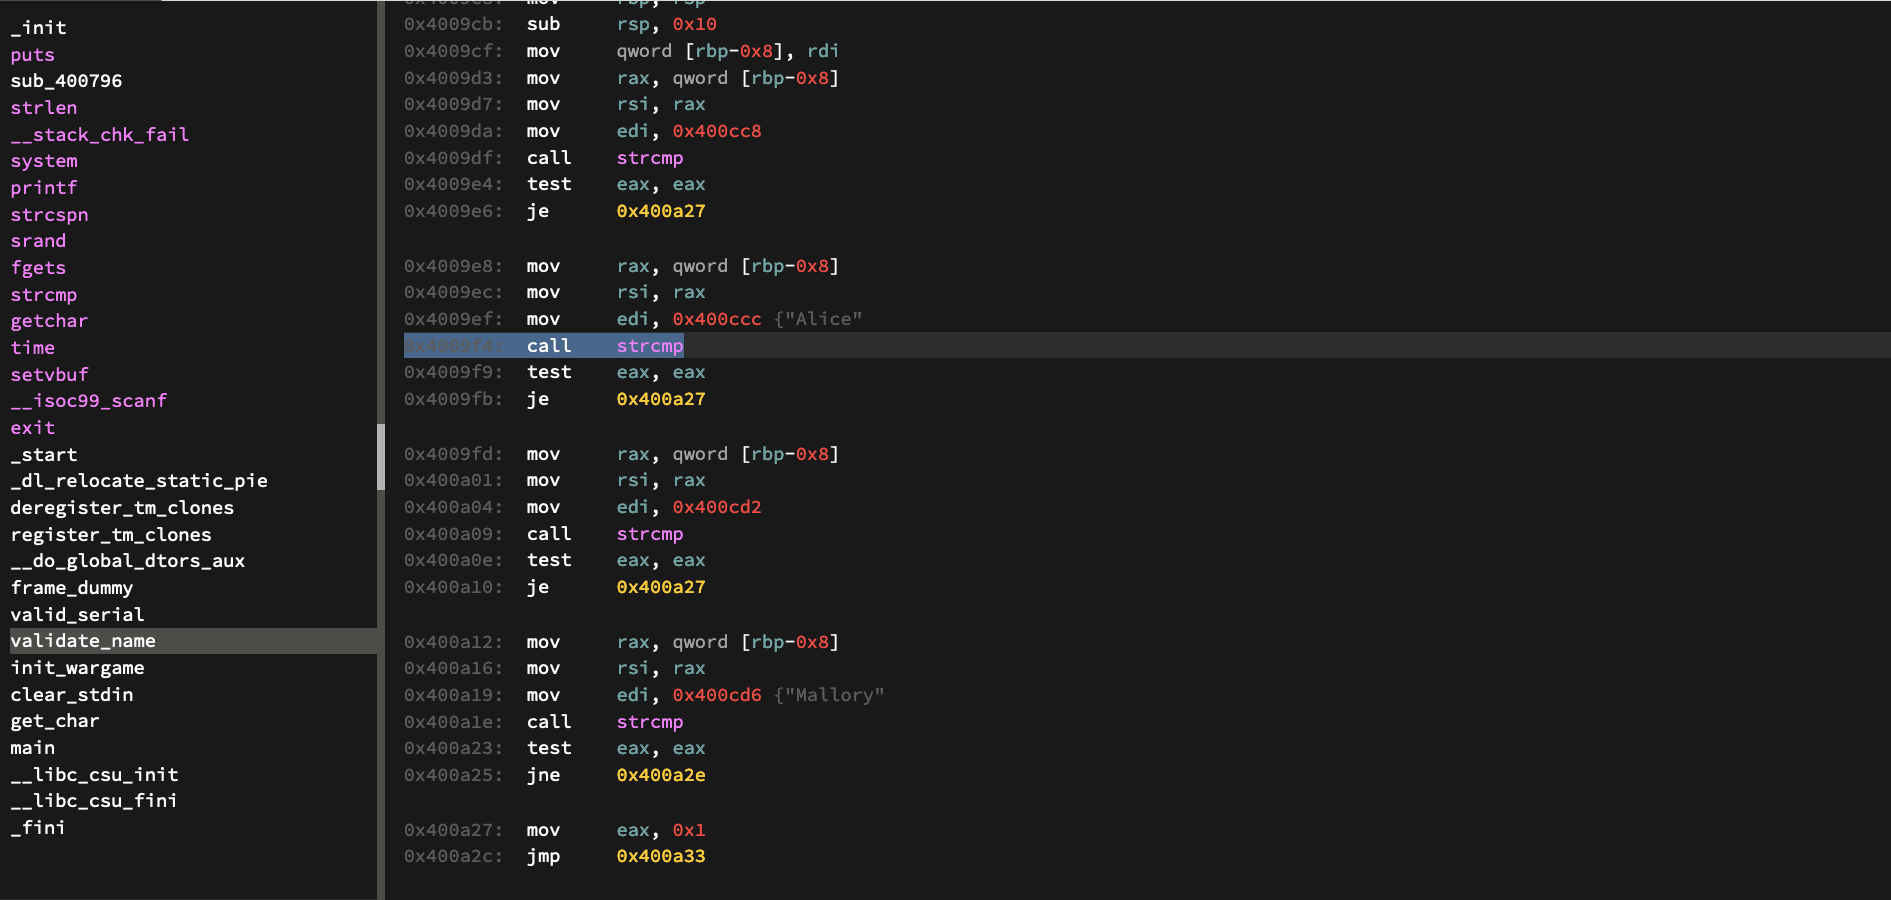 _init
puts
sub_400796
strlen
__stack_chk_fail
system
printf
strcspn
srand
fgets
strcmp
getchar
time
setvbuf
__isoc99_scanf
exit
_start
_dl_relocate_static_pie
deregister_tm_clones
register_tm_clones
__do_global_dtors_aux
frame_dummy
valid_serial
validate_name
init_wargame
clear_stdin
get_char
main
__libc_csu_init
__libc_csu_fini
_fini
0x4009cb: sub rsp, 0x10
0x4009cf: mov qword [rbp-0x8], rdi
0x4009d3: mov rax, qword [rbp-0x8]
0x4009d7: mov rsi, rax
0x4009da: mov edi, 0x400cc8
0x4009df: call strcmp
0x4009e4: test eax, eax
0x4009e6: je 0x400a27
0x4009e8: mov rax, qword [rbp-0x8]
0x4009ec: mov rsi, rax
0x4009ef: mov edi, 0x400ccc {"Alice"
0x4009f4: call strcmp
0x4009f9: test eax, eax
0x4009fb: je 0x400a27
0x4009fd: mov rax, qword [rbp-0x8]
0x400a01: mov rsi, rax
0x400a04: mov edi, 0x400cd2
0x400a09: call strcmp
0x400a0e: test eax, eax
0x400a10: je 0x400a27
0x400a12: mov rax, qword [rbp-0x8]
0x400a16: mov rsi, rax
0x400a19: mov edi, 0x400cd6 {"Mallory"
0x400a1e: call strcmp
0x400a23: test eax, eax
0x400a25: jne 0x400a2e
0x400a27: mov eax, 0x1
0x400a2c: jmp 0x400a33